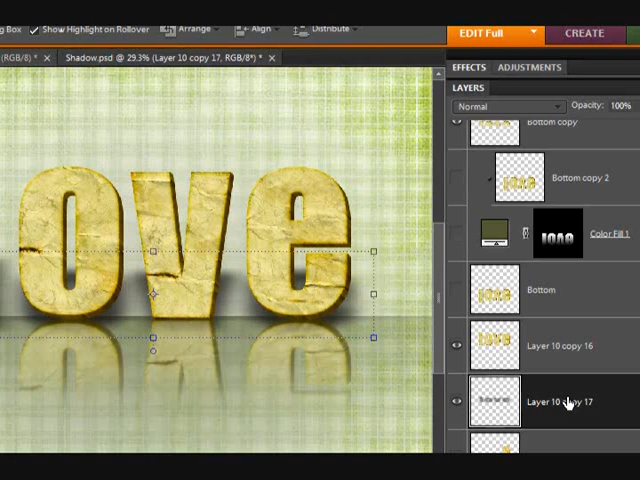 ng Box Show Highlight on Rollover Arrange Align Distribute
EDIT Full CREATE
(RGB/8) * × Shadow.psd @ 29.3% (Layer 10 copy 17, RGB/8*) * ×
EFFECTS ADJUSTMENTS
LAYERS
Normal Opacity: 100%
Bottom copy
Bottom copy 2
Color Fill 1
Bottom
Layer 10 copy 16
Layer 10 copy 17
ove